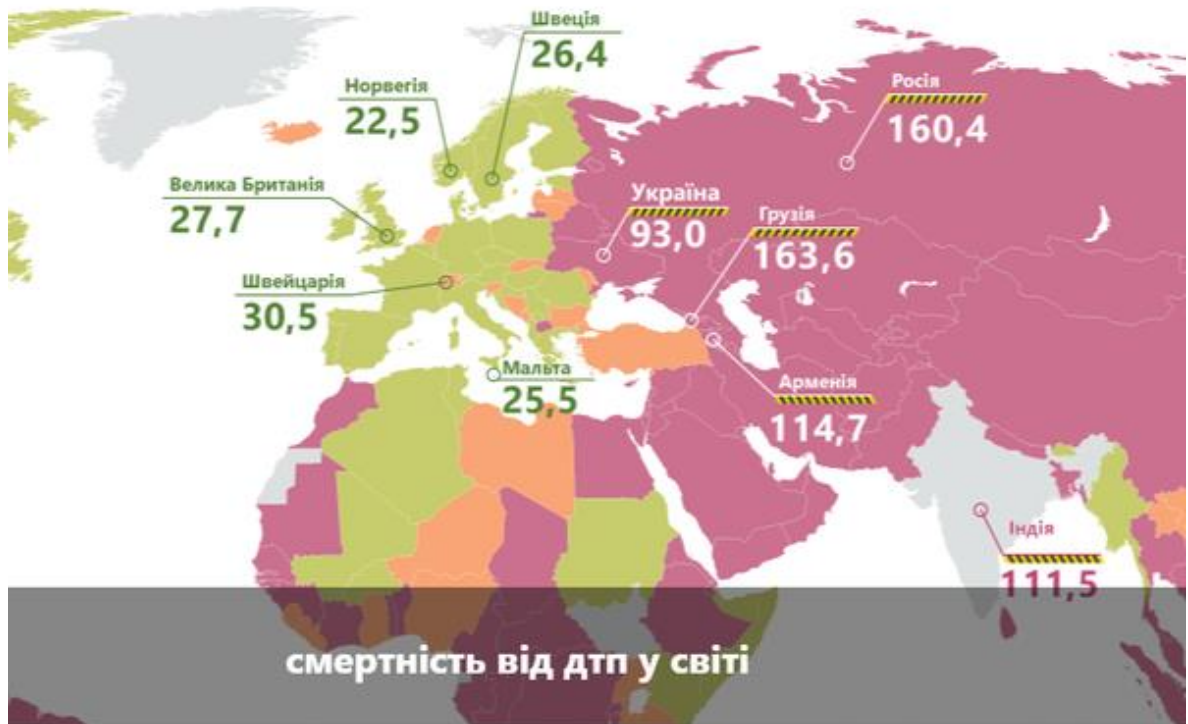 Швеція
26,4
Норвегія
22,5
Росія
160,4
Велика Британія
27,7
Україна
93,0
Грузія
163,6
Швейцарія
30,5
Мальта
25,5
Арменія
114,7
Індія
111,5
смертність від дтп у світі